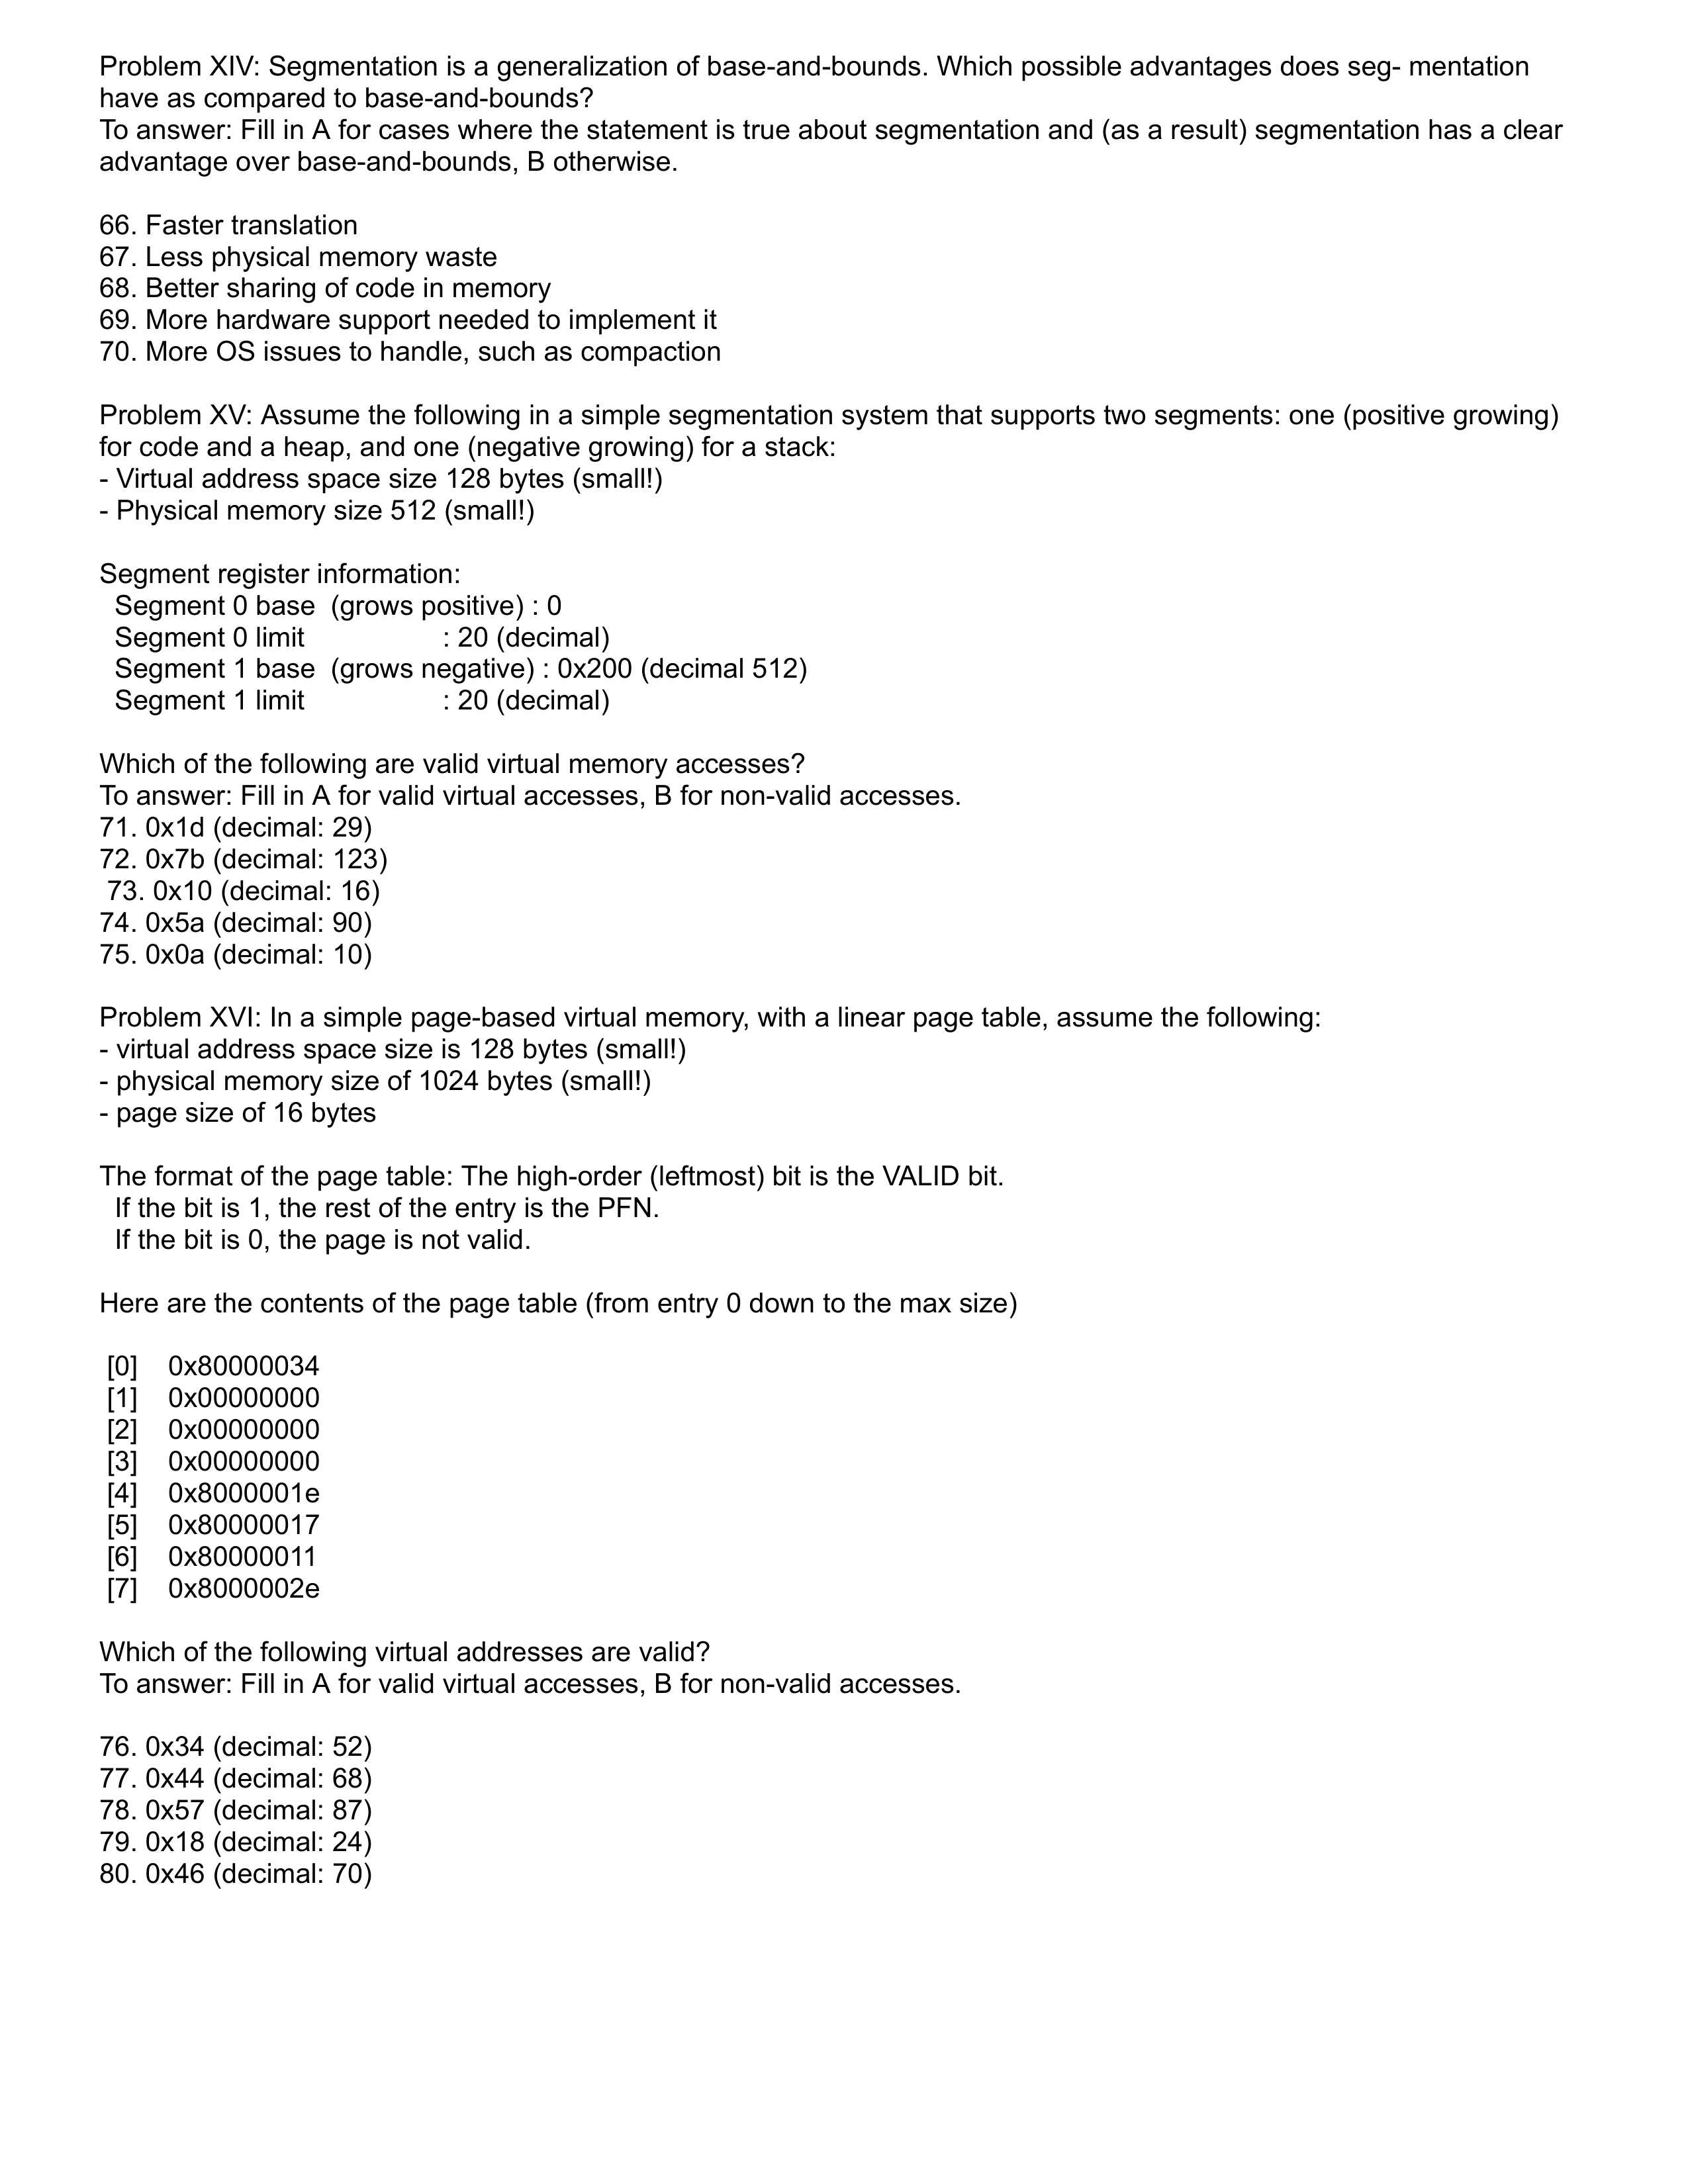 Problem XIV: Segmentation is a generalization of base-and-bounds. Which possible advantages does seg- mentation
have as compared to base-and-bounds?
To answer: Fill in A for cases where the statement is true about segmentation and (as a result) segmentation has a clear
advantage over base-and-bounds, B otherwise.

66. Faster translation
67. Less physical memory waste
68. Better sharing of code in memory
69. More hardware support needed to implement it
70. More OS issues to handle, such as compaction

Problem XV: Assume the following in a simple segmentation system that supports two segments: one (positive growing)
for code and a heap, and one (negative growing) for a stack:
- Virtual address space size 128 bytes (small!)
- Physical memory size 512 (small!)

Segment register information:
Segment 0 base (grows positive) : 0
Segment 0 limit : 20 (decimal)
Segment 1 base (grows negative) : 0x200 (decimal 512)
Segment 1 limit : 20 (decimal)

Which of the following are valid virtual memory accesses?
To answer: Fill in A for valid virtual accesses, B for non-valid accesses.
71. 0x1d (decimal: 29)
72. 0x7b (decimal: 123)
73. 0x10 (decimal: 16)
74. 0x5a (decimal: 90)
75. 0x0a (decimal: 10)

Problem XVI: In a simple page-based virtual memory, with a linear page table, assume the following:
- virtual address space size is 128 bytes (small!)
- physical memory size of 1024 bytes (small!)
- page size of 16 bytes

The format of the page table: The high-order (leftmost) bit is the VALID bit.
If the bit is 1, the rest of the entry is the PFN.
If the bit is 0, the page is not valid.

Here are the contents of the page table (from entry 0 down to the max size)

[0] 0x80000034
[1] 0x00000000
[2] 0x00000000
[3] 0x00000000
[4] 0x8000001e
[5] 0x80000017
[6] 0x80000011
[7] 0x8000002e

Which of the following virtual addresses are valid?
To answer: Fill in A for valid virtual accesses, B for non-valid accesses.

76. 0x34 (decimal: 52)
77. 0x44 (decimal: 68)
78. 0x57 (decimal: 87)
79. 0x18 (decimal: 24)
80. 0x46 (decimal: 70)